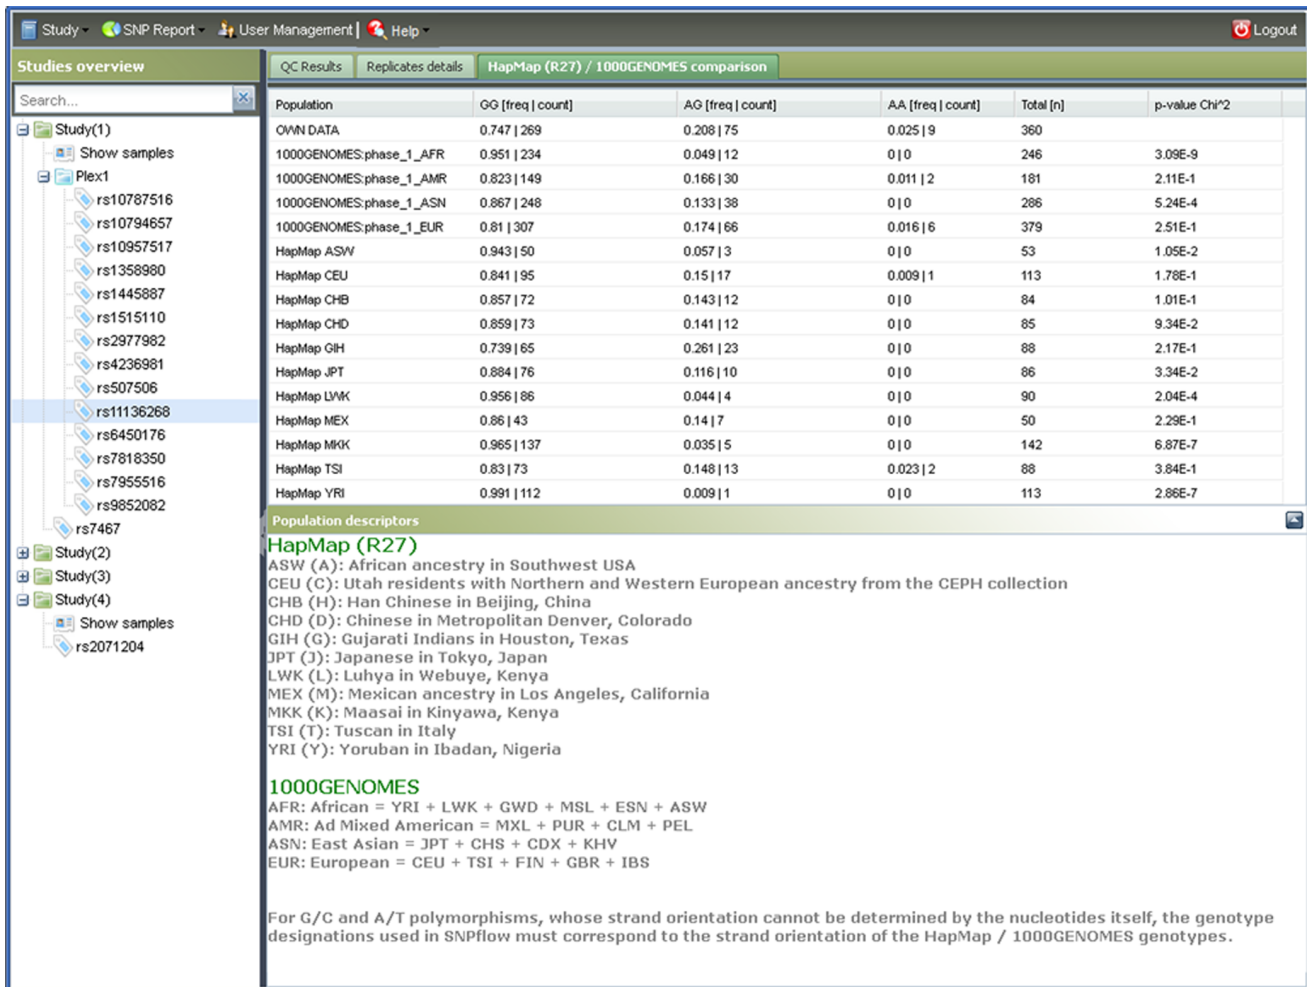 Study SNP Report User Management Help Logout
Studies overview
QC Results Replicates details HapMap (R27) / 1000GENOMES comparison
Search...
Study(1)
Show samples
Plex1
rs10787516
rs10794657
rs10957517
rs1358980
rs1445887
rs1515110
rs2977982
rs4236981
rs507506
rs11136268
rs6450176
rs7818350
rs7955516
rs9852082
rs7467
Study(2)
Study(3)
Study(4)
Show samples
rs2071204
Population GG [freq | count] AG [freq | count] AA [freq | count] Total [n] p-value Chi^2
OWN DATA 0.747 | 269 0.208 | 75 0.025 | 9 360
1000GENOMES:phase_1_AFR 0.951 | 234 0.049 | 12 0 | 0 246 3.09E-9
1000GENOMES:phase_1_AMR 0.823 | 149 0.166 | 30 0.011 | 2 181 2.11E-1
1000GENOMES:phase_1_ASN 0.867 | 248 0.133 | 38 0 | 0 286 5.24E-4
1000GENOMES:phase_1_EUR 0.81 | 307 0.174 | 66 0.016 | 6 379 2.51E-1
HapMap ASW 0.943 | 50 0.057 | 3 0 | 0 53 1.05E-2
HapMap CEU 0.841 | 95 0.15 | 17 0.009 | 1 113 1.78E-1
HapMap CHB 0.857 | 72 0.143 | 12 0 | 0 84 1.01E-1
HapMap CHD 0.859 | 73 0.141 | 12 0 | 0 85 9.34E-2
HapMap GIH 0.739 | 65 0.261 | 23 0 | 0 88 2.17E-1
HapMap JPT 0.884 | 76 0.116 | 10 0 | 0 86 3.34E-2
HapMap LWK 0.956 | 86 0.044 | 4 0 | 0 90 2.04E-4
HapMap MEX 0.86 | 43 0.14 | 7 0 | 0 50 2.29E-1
HapMap MKK 0.965 | 137 0.035 | 5 0 | 0 142 6.87E-7
HapMap TSI 0.83 | 73 0.148 | 13 0.023 | 2 88 3.84E-1
HapMap YRI 0.991 | 112 0.009 | 1 0 | 0 113 2.86E-7
Population descriptors
HapMap (R27)
ASW (A): African ancestry in Southwest USA
CEU (C): Utah residents with Northern and Western European ancestry from the CEPH collection
CHB (H): Han Chinese in Beijing, China
CHD (D): Chinese in Metropolitan Denver, Colorado
GIH (G): Gujarati Indians in Houston, Texas
JPT (J): Japanese in Tokyo, Japan
LWK (L): Luhya in Webuye, Kenya
MEX (M): Mexican ancestry in Los Angeles, California
MKK (K): Maasai in Kinyawa, Kenya
TSI (T): Tuscan in Italy
YRI (Y): Yoruban in Ibadan, Nigeria
1000GENOMES
AFR: African = YRI + LWK + GWD + MSL + ESN + ASW
AMR: Ad Mixed American = MXL + PUR + CLM + PEL
ASN: East Asian = JPT + CHS + CDX + KHV
EUR: European = CEU + TSI + FIN + GBR + IBS
For G/C and A/T polymorphisms, whose strand orientation cannot be determined by the nucleotides itself, the genotype
designations used in SNPflow must correspond to the strand orientation of the HapMap / 1000GENOMES genotypes.